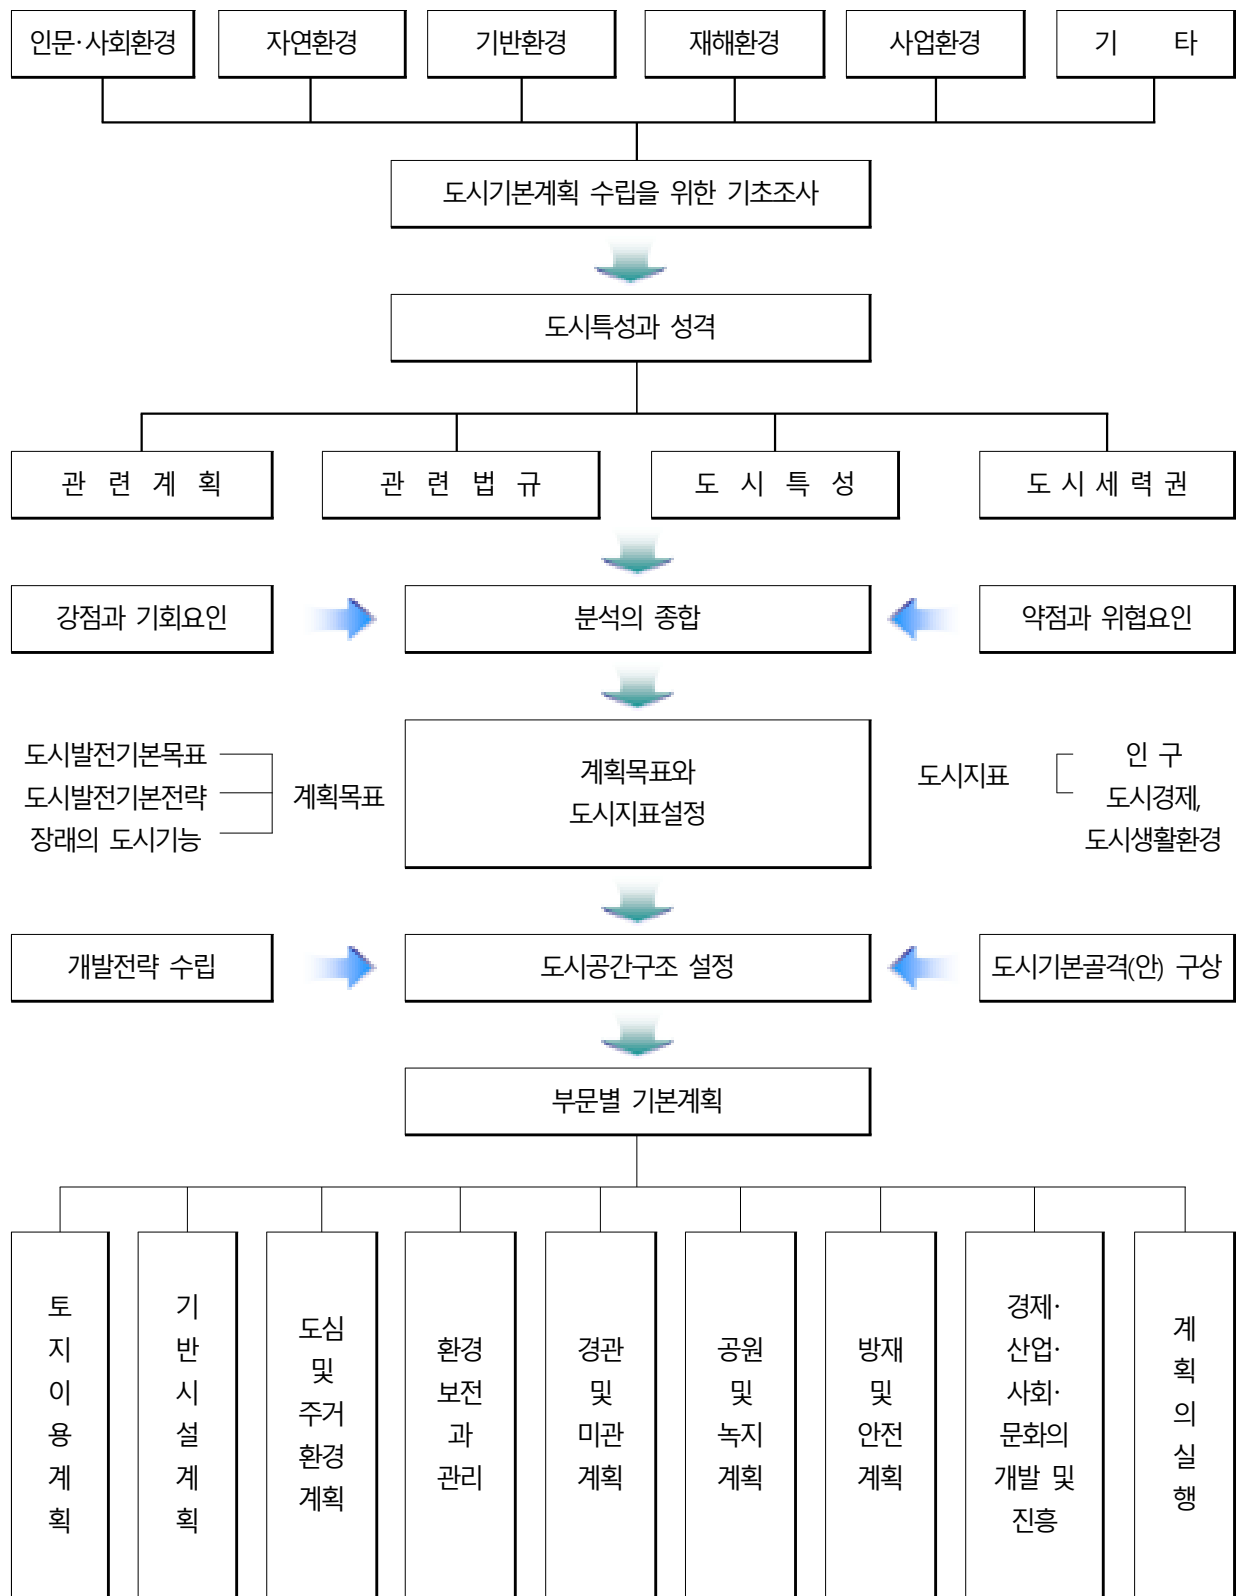 인문·사회환경
자연환경
기반환경
재해환경
사업환경
기 타
도시기본계획 수립을 위한 기초조사
도시특성과 성격
관 련 계 획
관 련 법 규
도 시 특 성
도 시 세 력 권
강점과 기회요인
분석의 종합
약점과 위협요인
도시발전기본목표
도시발전기본전략
장래의 도시기능
계획목표
계획목표와
도시지표설정
도시지표
인 구
도시경제,
도시생활환경
개발전략 수립
도시공간구조 설정
도시기본골격(안) 구상
부문별 기본계획
토
지
이
용
계
획
기
반
시
설
계
획
도심
및
주거
환경
계획
환경
보전
과
관리
경관
및
미관
계획
공원
및
녹지
계획
방재
및
안전
계획
경제·
산업·
사회·
문화의
개발 및
진흥
계
획
의
실
행